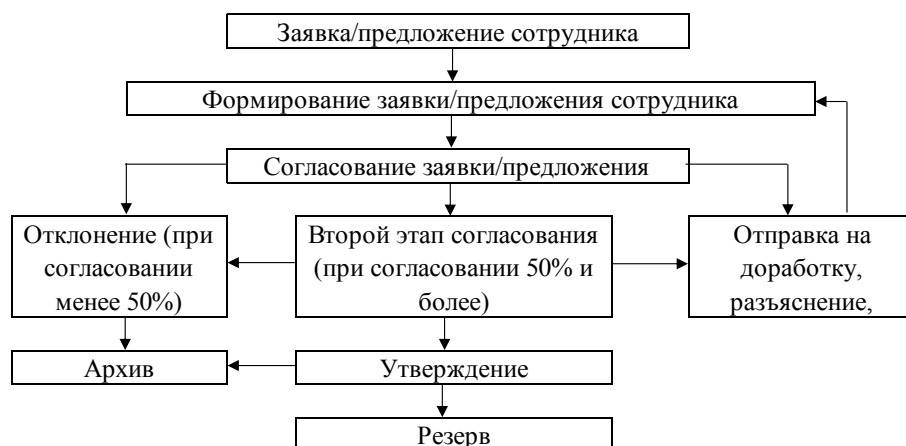 Заявка/предложение сотрудника
Формирование заявки/предложения сотрудника
Согласование заявки/предложения
Отклонение (при
согласовании
менее 50%)
Второй этап согласования
(при согласовании 50% и
более)
Отправка на
доработку,
разъяснение,
Архив
Утверждение
Резерв